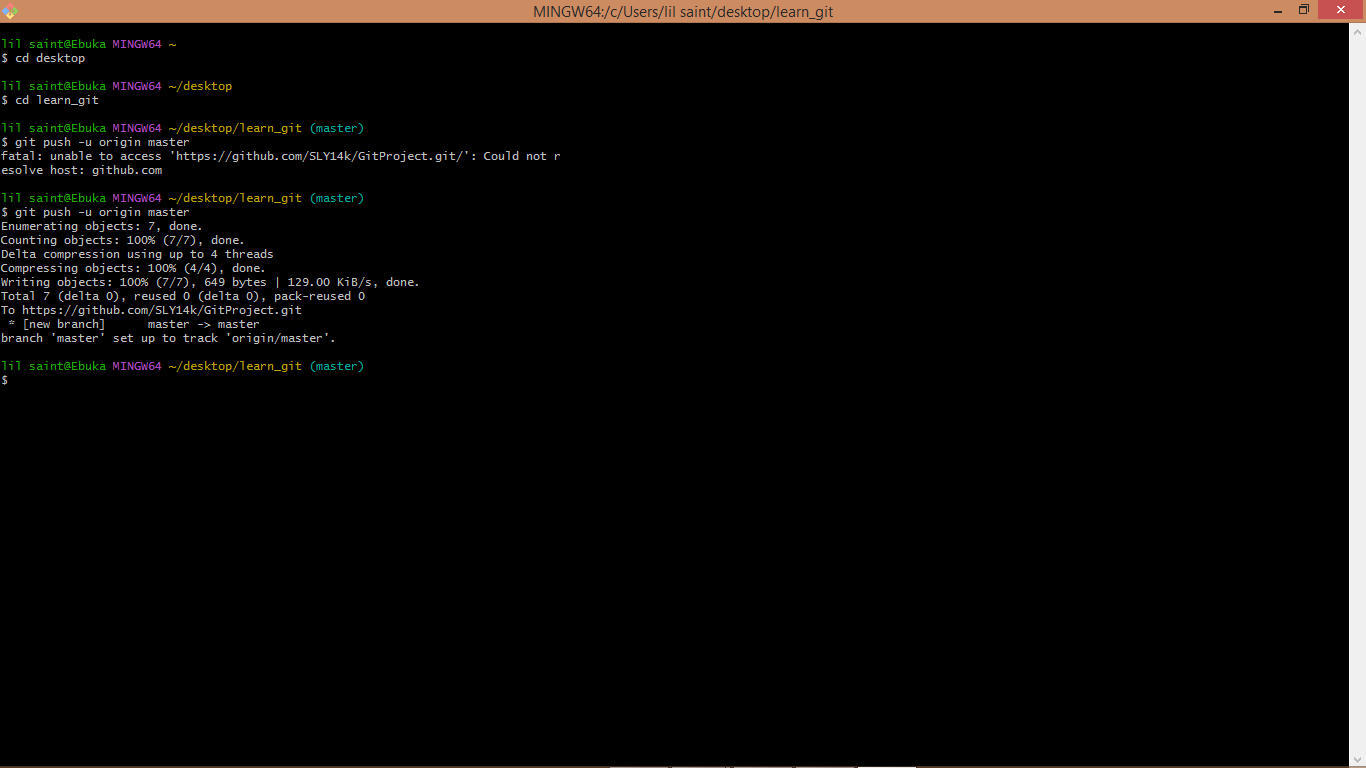 MINGW64:/c/Users/lil saint/desktop/learn_git
lil saint@Ebuka MINGW64 ~
$ cd desktop
lil saint@Ebuka MINGW64 ~/desktop
$ cd learn_git
lil saint@Ebuka MINGW64 ~/desktop/learn_git (master)
$ git push -u origin master
fatal: unable to access 'https://github.com/SLY14k/GitProject.git/': Could not r
esolve host: github.com
lil saint@Ebuka MINGW64 ~/desktop/learn_git (master)
$ git push -u origin master
Enumerating objects: 7, done.
Counting objects: 100% (7/7), done.
Delta compression using up to 4 threads
Compressing objects: 100% (4/4), done.
Writing objects: 100% (7/7), 649 bytes | 129.00 KiB/s, done.
Total 7 (delta 0), reused 0 (delta 0), pack-reused 0
To https://github.com/SLY14k/GitProject.git
 * [new branch]      master -> master
branch 'master' set up to track 'origin/master'.
lil saint@Ebuka MINGW64 ~/desktop/learn_git (master)
$